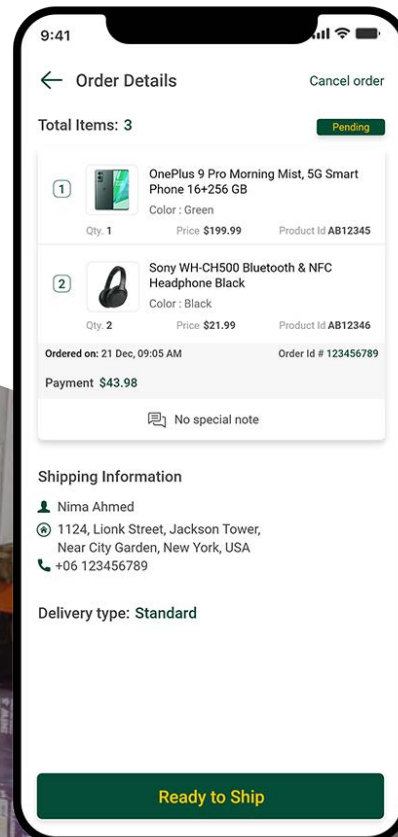 9:41
Order Details Cancel order
Total Items: 3 Pending
1 OnePlus 9 Pro Morning Mist, 5G Smart
Phone 16+256 GB
Color : Green
Qty. 1 Price $199.99 Product Id AB12345
2 Sony WH-CH500 Bluetooth & NFC
Headphone Black
Color : Black
Qty. 2 Price $21.99 Product Id AB12346
Ordered on: 21 Dec, 09:05 AM Order Id # 123456789
Payment $43.98
No special note
Shipping Information
Nima Ahmed
1124, Lionk Street, Jackson Tower,
Near City Garden, New York, USA
+06 123456789
Delivery type: Standard
Ready to Ship